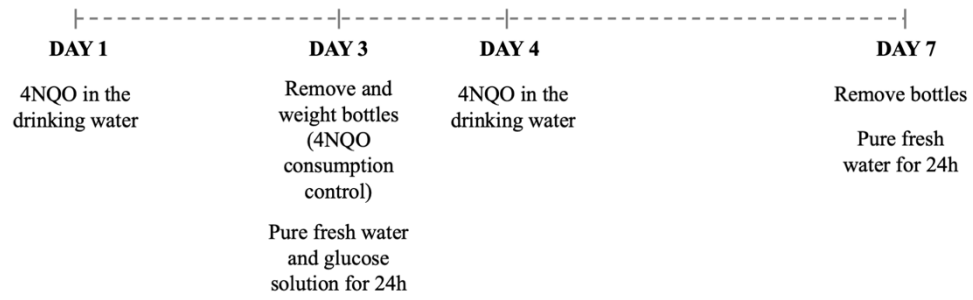 DAY 1
4NQO in the
drinking water
DAY 3
Remove and
weight bottles
(4NQO
consumption
control)
Pure fresh water
and glucose
solution for 24h
DAY 4
4NQO in the
drinking water
DAY 7
Remove bottles
Pure fresh
water for 24h